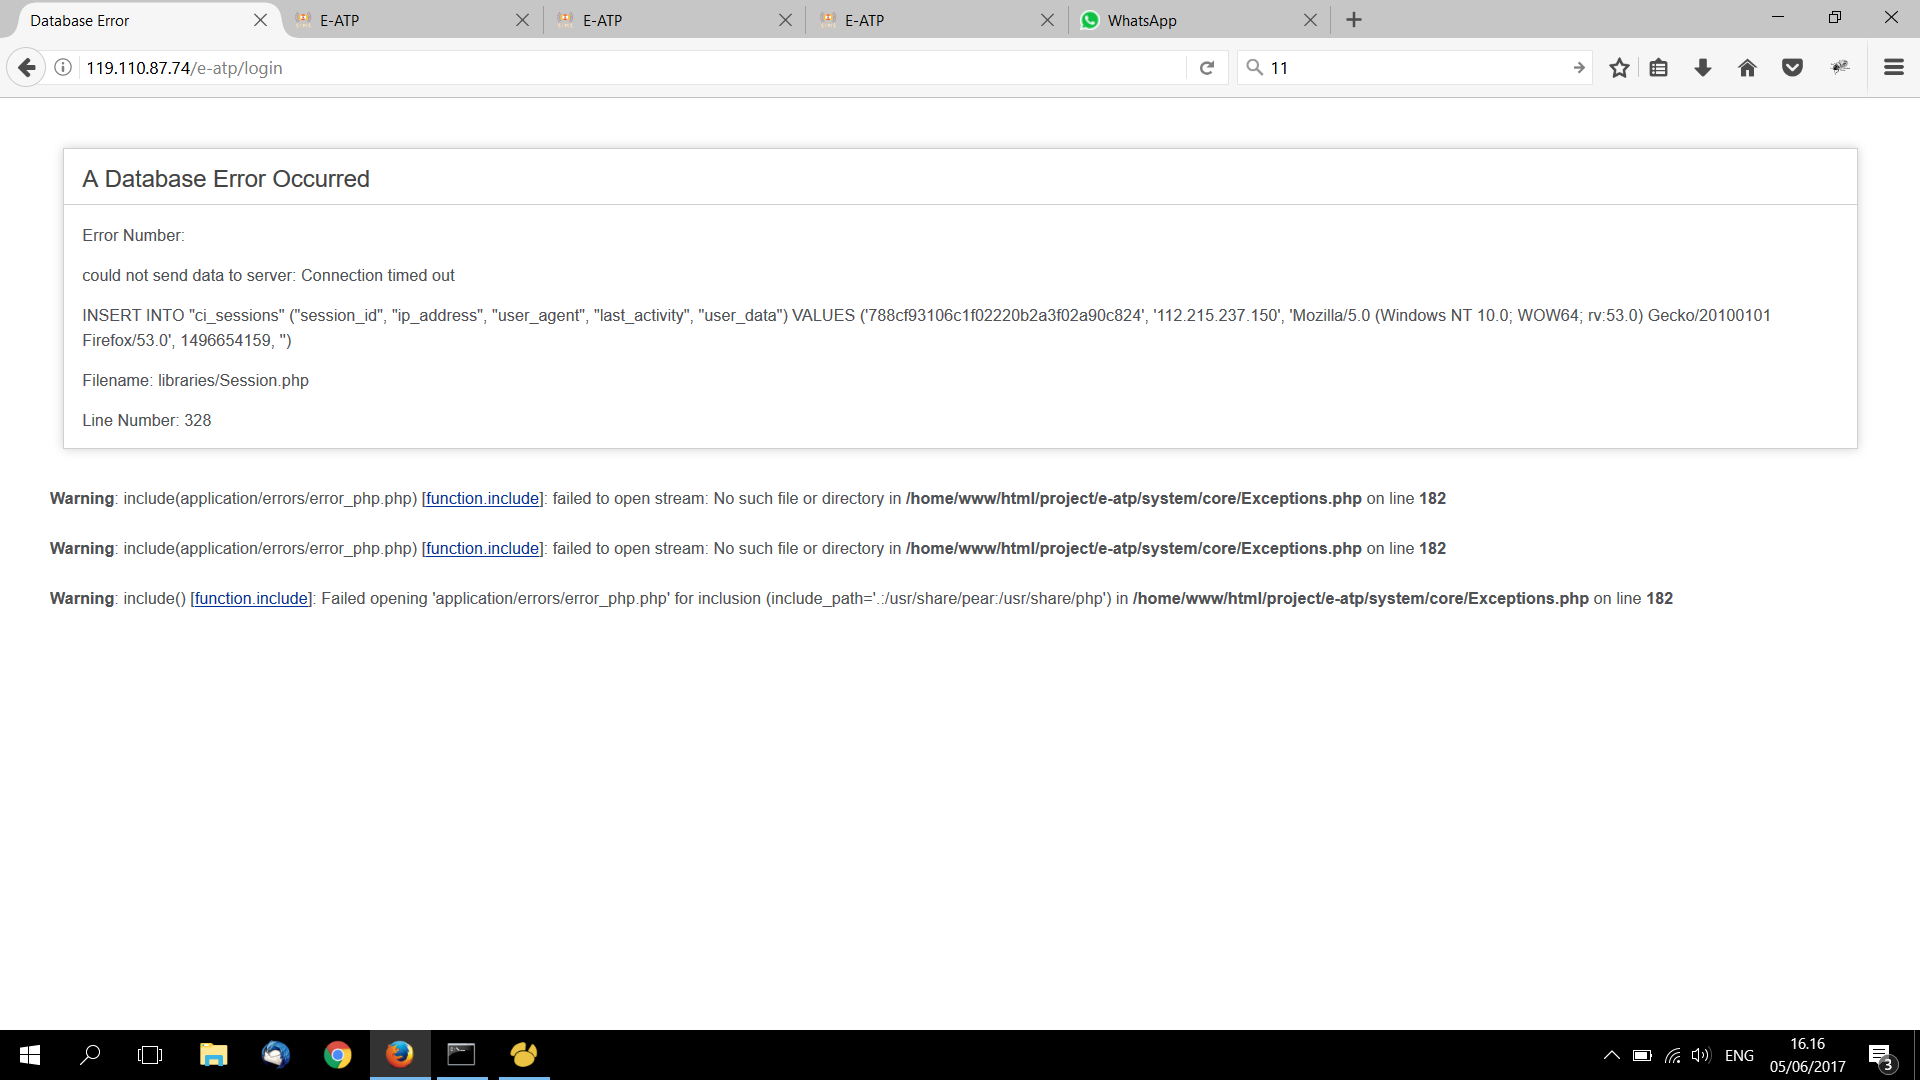 Database Error
E-ATP
E-ATP
E-ATP
WhatsApp
119.110.87.74/e-atp/login
11
A Database Error Occurred
Error Number:
could not send data to server: Connection timed out
INSERT INTO "ci_sessions" ("session_id", "ip_address", "user_agent", "last_activity", "user_data") VALUES ('788cf93106c1f02220b2a3f02a90c824', '112.215.237.150', 'Mozilla/5.0 (Windows NT 10.0; WOW64; rv:53.0) Gecko/20100101
Firefox/53.0', 1496654159, '')
Filename: libraries/Session.php
Line Number: 328
Warning: include(application/errors/error_php.php) [function.include]: failed to open stream: No such file or directory in /home/www/html/project/e-atp/system/core/Exceptions.php on line 182
Warning: include(application/errors/error_php.php) [function.include]: failed to open stream: No such file or directory in /home/www/html/project/e-atp/system/core/Exceptions.php on line 182
Warning: include() [function.include]: Failed opening 'application/errors/error_php.php' for inclusion (include_path='.:/usr/share/pear:/usr/share/php') in /home/www/html/project/e-atp/system/core/Exceptions.php on line 182
ENG
16.16
05/06/2017
3